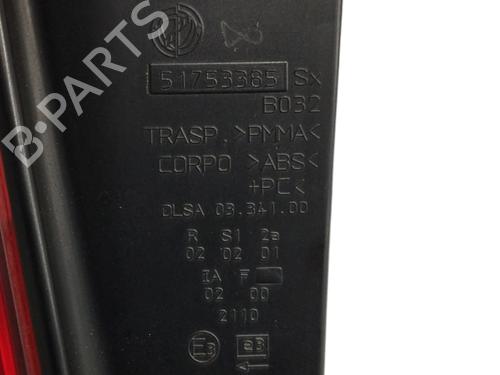 B-PARTS
51753385 Sx
B032
TRASP. >PMMA<
CORPO >ABS<
+PC<
DLSA 03.341.00
R S1 2a
02 02 01
IA F
02 00
2110
E3 e3